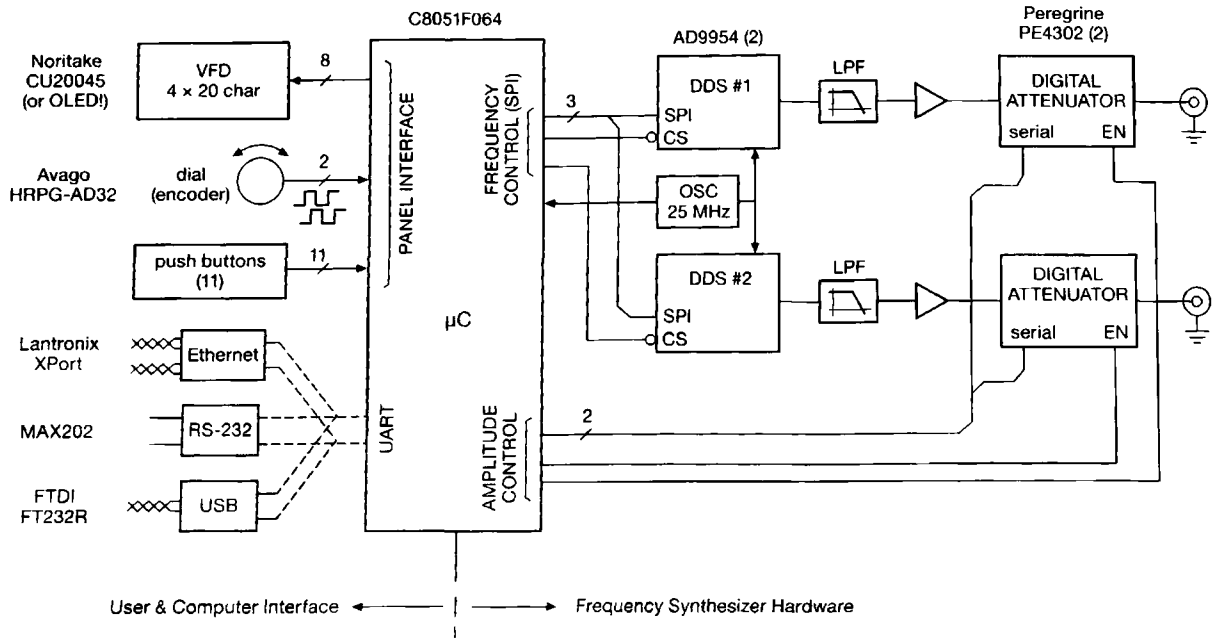 C8051F064
Noritake
CU20045
(or OLED!)
VFD
4 × 20 char
8
Avago
HRPG-AD32
dial
(encoder)
2
push buttons
(11)
11
PANEL INTERFACE
Lantronix
XPort
Ethernet
MAX202
RS-232
FTDI
FT232R
USB
UART
µC
FREQUENCY
CONTROL (SPI)
3
AMPLITUDE
CONTROL
2
AD9954 (2)
DDS #1
SPI
CS
OSC
25 MHz
DDS #2
SPI
CS
LPF
LPF
Peregrine
PE4302 (2)
DIGITAL
ATTENUATOR
serial EN
DIGITAL
ATTENUATOR
serial EN
User & Computer Interface
Frequency Synthesizer Hardware